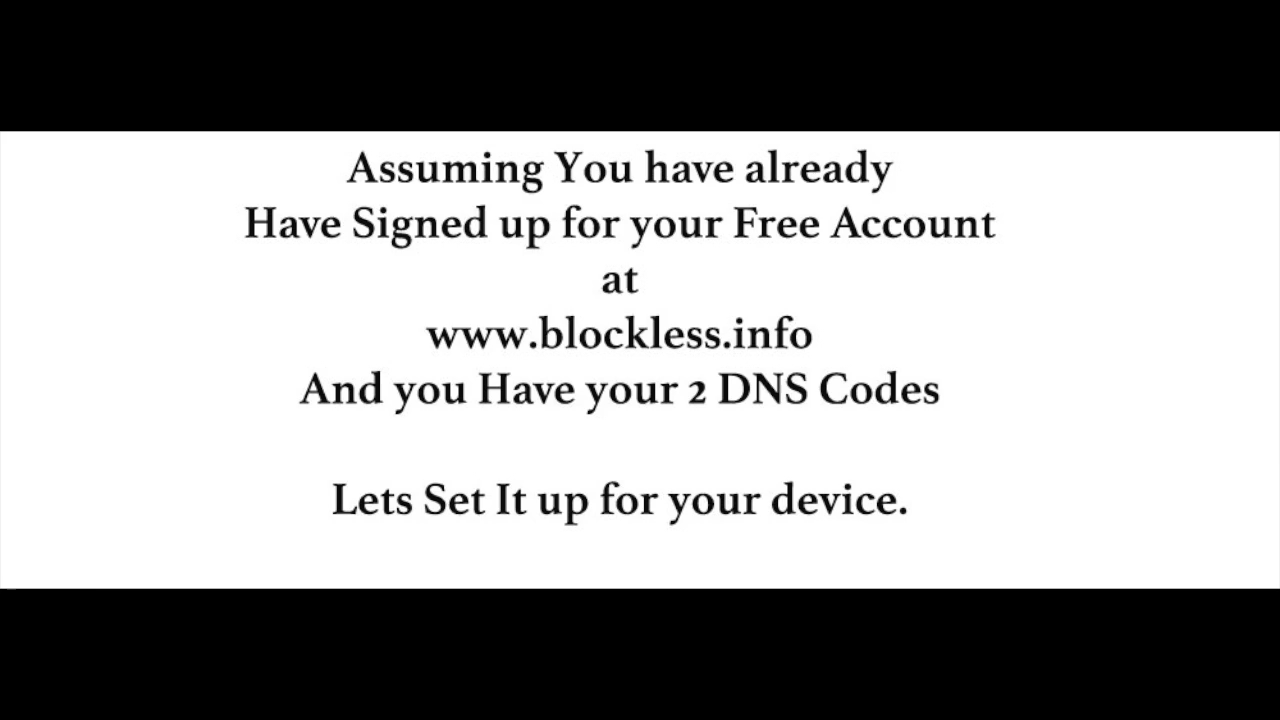 Assuming You have already
Have Signed up for your Free Account
at
www.blockless.info
And you Have your 2 DNS Codes
Lets Set It up for your device.